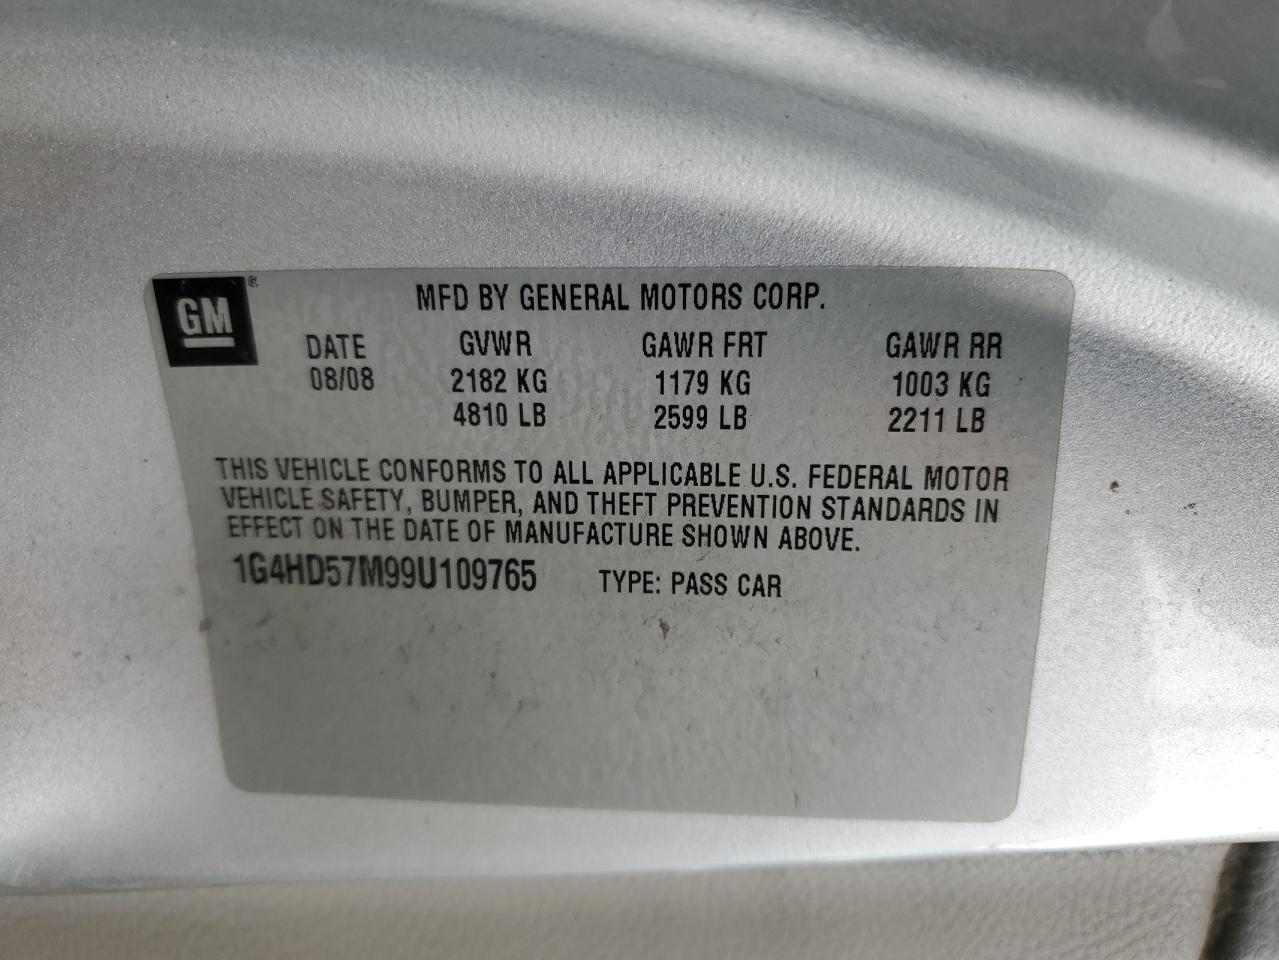 GM ®
MFD BY GENERAL MOTORS CORP.
DATE GVWR GAWR FRT GAWR RR
08/08 2182 KG 1179 KG 1003 KG
4810 LB 2599 LB 2211 LB
THIS VEHICLE CONFORMS TO ALL APPLICABLE U.S. FEDERAL MOTOR
VEHICLE SAFETY, BUMPER, AND THEFT PREVENTION STANDARDS IN
EFFECT ON THE DATE OF MANUFACTURE SHOWN ABOVE.
1G4HD57M99U109765 TYPE: PASS CAR